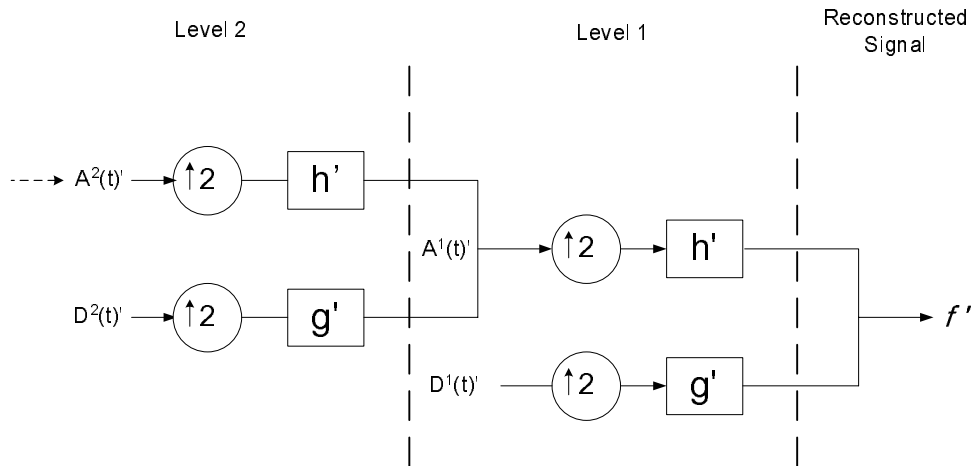 Level 2
Level 1
Reconstructed
Signal
A²(t)'
↑2
h’
A¹(t)'
↑2
h'
D²(t)'
↑2
g'
f '
D¹(t)'
↑2
g'